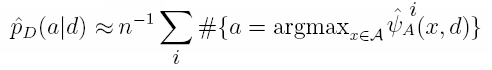 $\hat{p}_D(a|d) \approx n^{-1} \sum_i \#\{a = \mathrm{argmax}_{x \in \mathcal{A}} \hat{\psi}_A^i(x, d)\}$